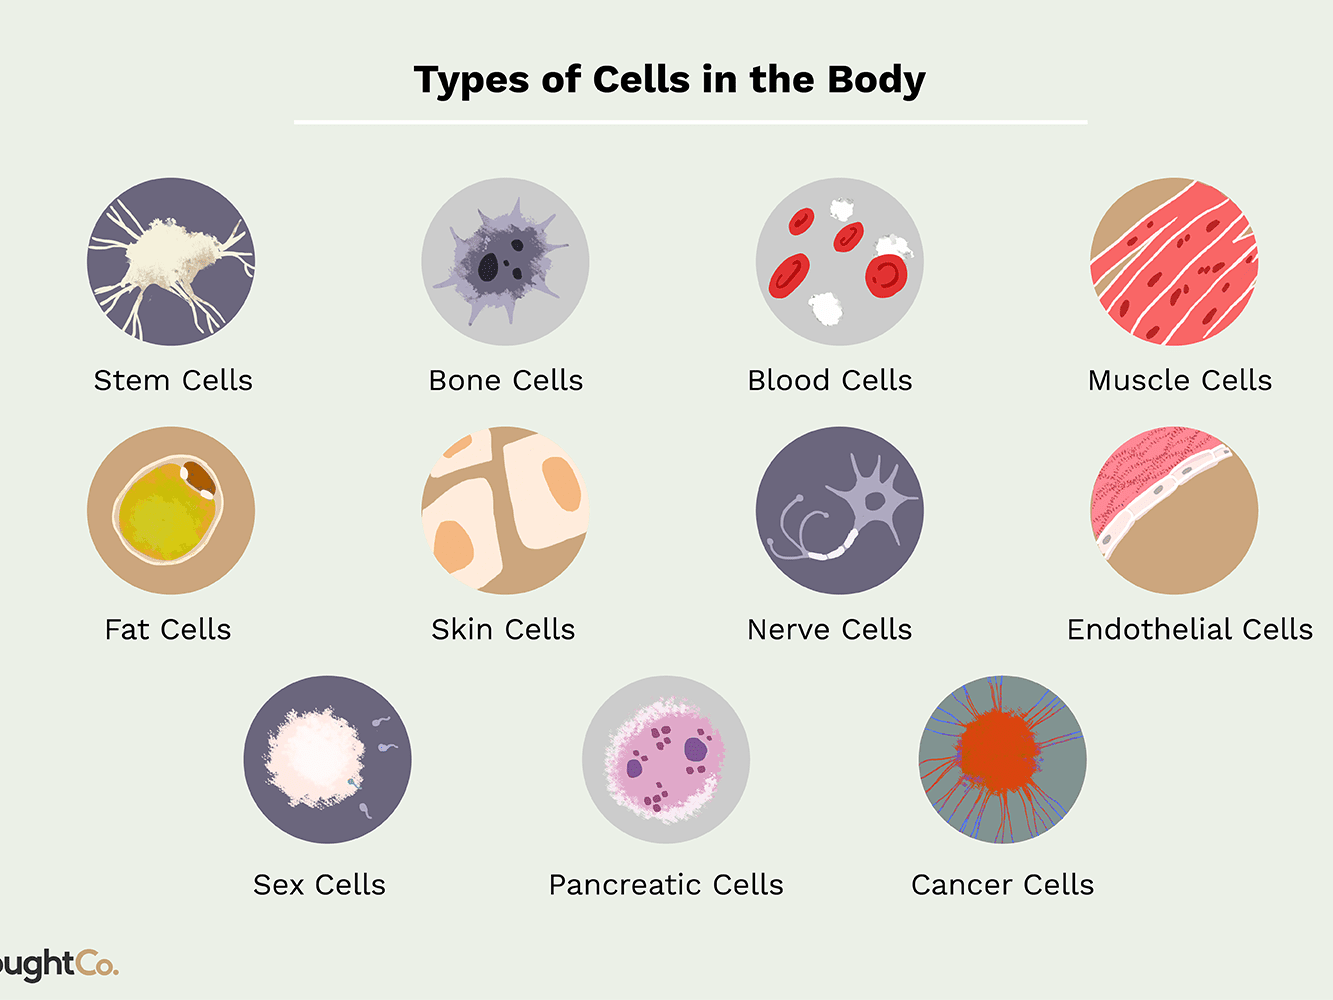 Types of Cells in the Body
Stem Cells
Bone Cells
Blood Cells
Muscle Cells
Fat Cells
Skin Cells
Nerve Cells
Endothelial Cells
Sex Cells
Pancreatic Cells
Cancer Cells
oughtCo.